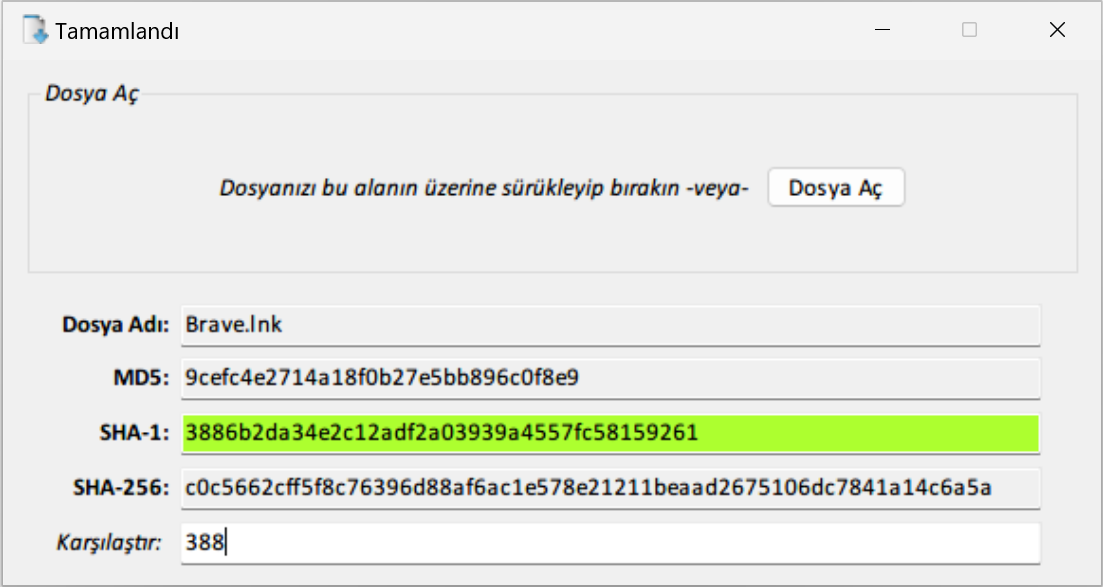 Tamamlandı
Dosya Aç
Dosyanızı bu alanın üzerine sürükleyip bırakın -veya- Dosya Aç
Dosya Adı: Brave.lnk
MD5: 9cefc4e2714a18f0b27e5bb896c0f8e9
SHA-1: 3886b2da34e2c12adf2a03939a4557fc58159261
SHA-256: c0c5662cff5f8c76396d88af6ac1e578e21211beaad2675106dc7841a14c6a5a
Karşılaştır: 388